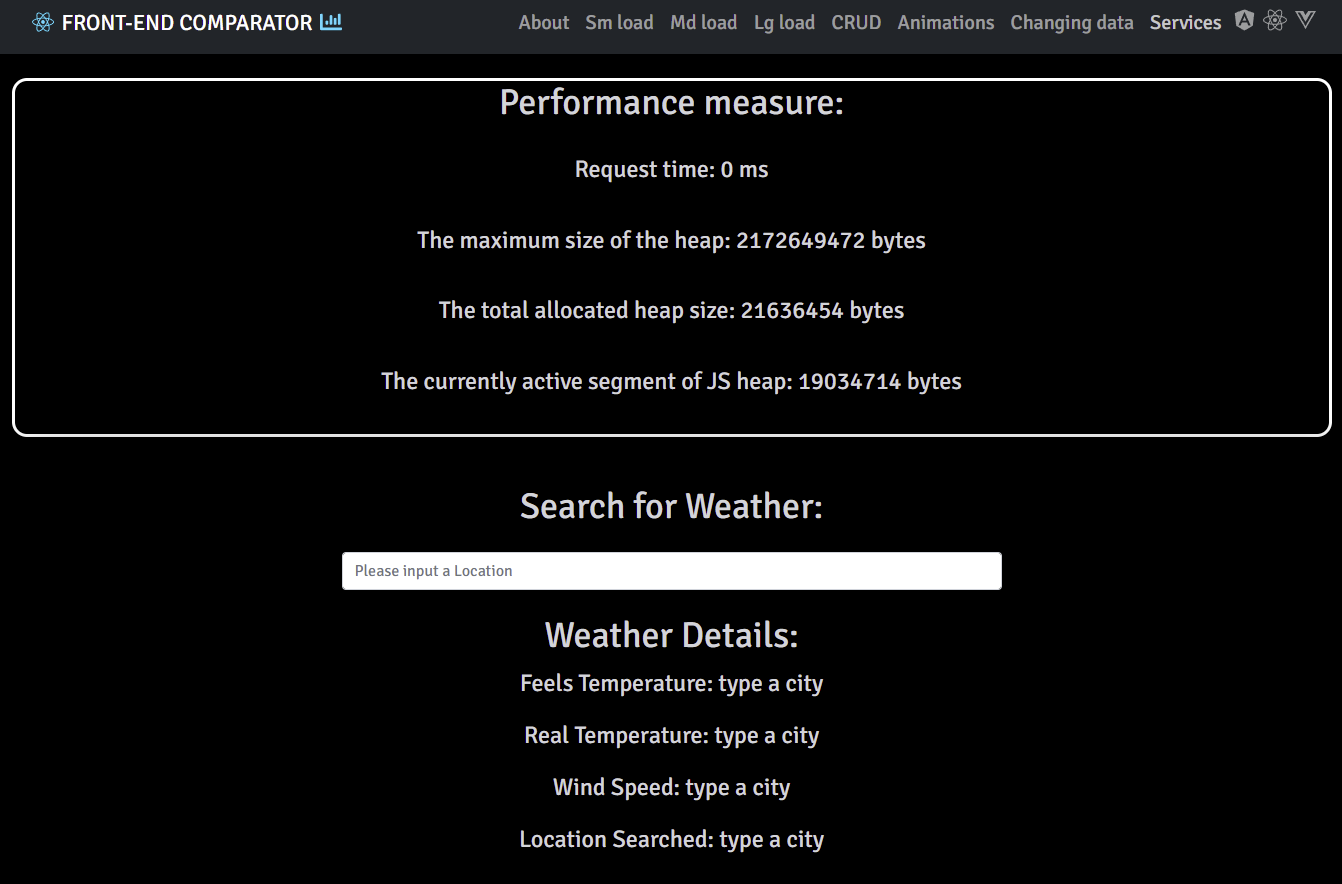 FRONT-END COMPARATOR About Sm load Md load Lg load CRUD Animations Changing data Services
Performance measure:
Request time: 0 ms
The maximum size of the heap: 2172649472 bytes
The total allocated heap size: 21636454 bytes
The currently active segment of JS heap: 19034714 bytes
Search for Weather:
Please input a Location
Weather Details:
Feels Temperature: type a city
Real Temperature: type a city
Wind Speed: type a city
Location Searched: type a city